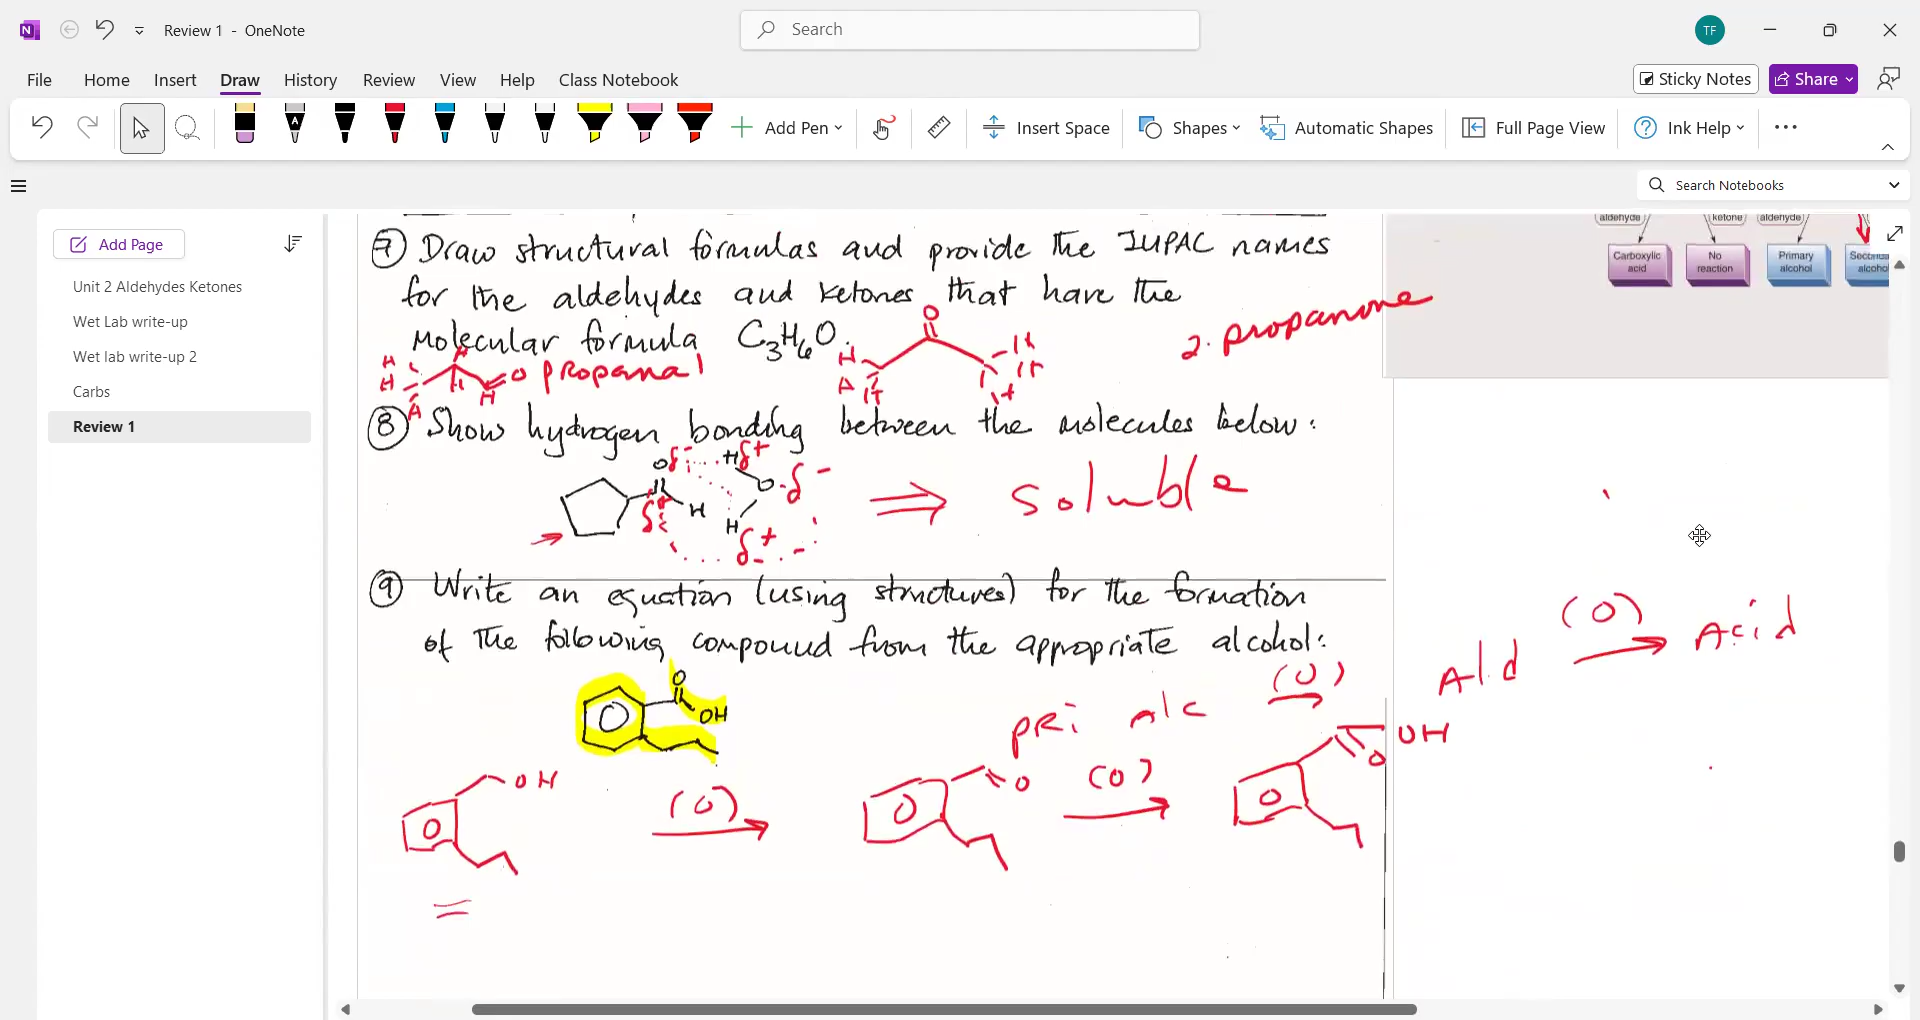 Review 1 - OneNote
Search
TF
File Home Insert Draw History Review View Help Class Notebook
Sticky Notes Share
A Add Pen Insert Space Shapes Automatic Shapes Full Page View Ink Help
Search Notebooks
Add Page
Unit 2 Aldehydes Ketones
Wet Lab write-up
Wet lab write-up 2
Carbs
Review 1
aldehyde ketone aldehyde
Carboxylic acid
No reaction
Primary alcohol
⑦ Draw structural formulas and provide the IUPAC names
for the aldehydes and ketones that have the
Molecular formula C₃H₆O.
O
2. propanone
H H H H H O propanal
H H H H H H
⑧ Show hydrogen bonding between the molecules below:
O δ- H δ+
O δ- ⇒ Soluble
δ+ H H
δ+
⑨ Write an equation (using structures) for the formation
of the following compound from the appropriate alcohol:
O
OH
pRi alc (O) Ald (O) Acid
OH (O) O (O) O OH